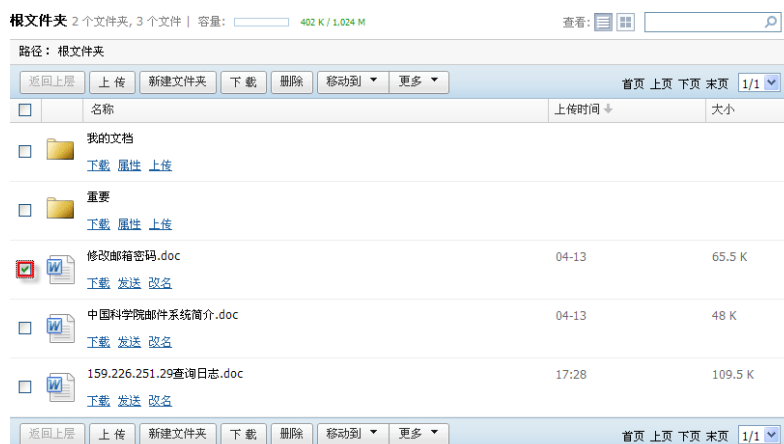 根文件夹 2 个文件夹, 3 个文件 | 容量: 402 K / 1,024 M 查看:
路径： 根文件夹
返回上层 上 传 新建文件夹 下 载 删除 移动到 更多 首页 上页 下页 末页 1/1
名称 上传时间 大小
我的文档
下载 属性 上传
重要
下载 属性 上传
修改邮箱密码.doc 04-13 65.5 K
下载 发送 改名
中国科学院邮件系统简介.doc 04-13 48 K
下载 发送 改名
159.226.251.29查询日志.doc 17:28 109.5 K
下载 发送 改名
返回上层 上 传 新建文件夹 下 载 删除 移动到 更多 首页 上页 下页 末页 1/1